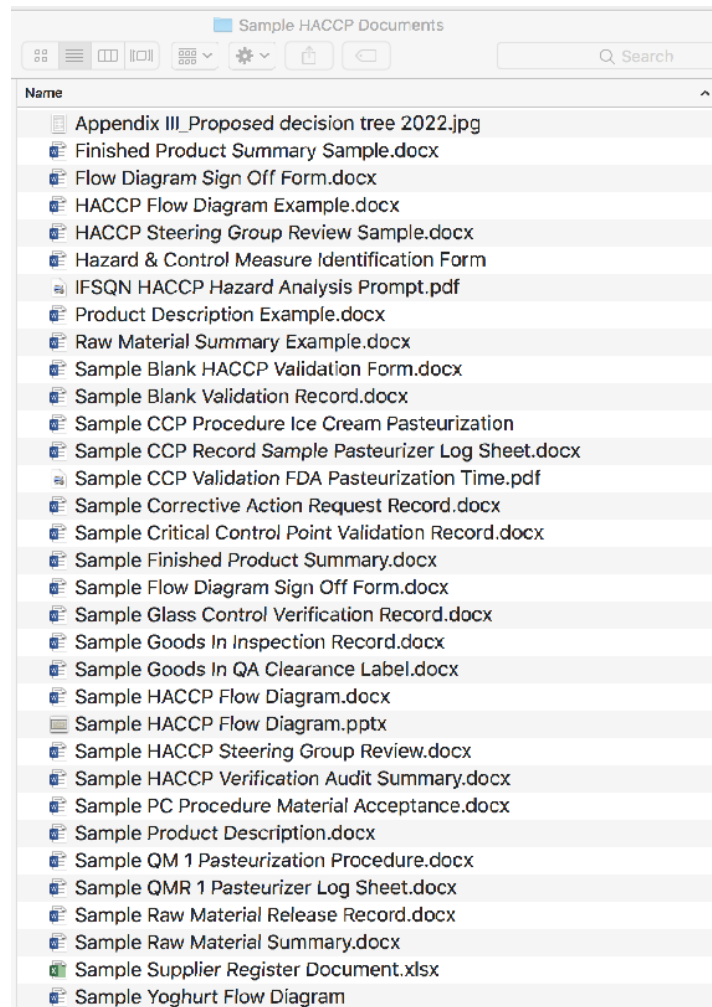 Sample HACCP Documents
Search
Name
Appendix III_Proposed decision tree 2022.jpg
Finished Product Summary Sample.docx
Flow Diagram Sign Off Form.docx
HACCP Flow Diagram Example.docx
HACCP Steering Group Review Sample.docx
Hazard & Control Measure Identification Form
IFSQN HACCP Hazard Analysis Prompt.pdf
Product Description Example.docx
Raw Material Summary Example.docx
Sample Blank HACCP Validation Form.docx
Sample Blank Validation Record.docx
Sample CCP Procedure Ice Cream Pasteurization
Sample CCP Record Sample Pasteurizer Log Sheet.docx
Sample CCP Validation FDA Pasteurization Time.pdf
Sample Corrective Action Request Record.docx
Sample Critical Control Point Validation Record.docx
Sample Finished Product Summary.docx
Sample Flow Diagram Sign Off Form.docx
Sample Glass Control Verification Record.docx
Sample Goods In Inspection Record.docx
Sample Goods In QA Clearance Label.docx
Sample HACCP Flow Diagram.docx
Sample HACCP Flow Diagram.pptx
Sample HACCP Steering Group Review.docx
Sample HACCP Verification Audit Summary.docx
Sample PC Procedure Material Acceptance.docx
Sample Product Description.docx
Sample QM 1 Pasteurization Procedure.docx
Sample QMR 1 Pasteurizer Log Sheet.docx
Sample Raw Material Release Record.docx
Sample Raw Material Summary.docx
Sample Supplier Register Document.xlsx
Sample Yoghurt Flow Diagram